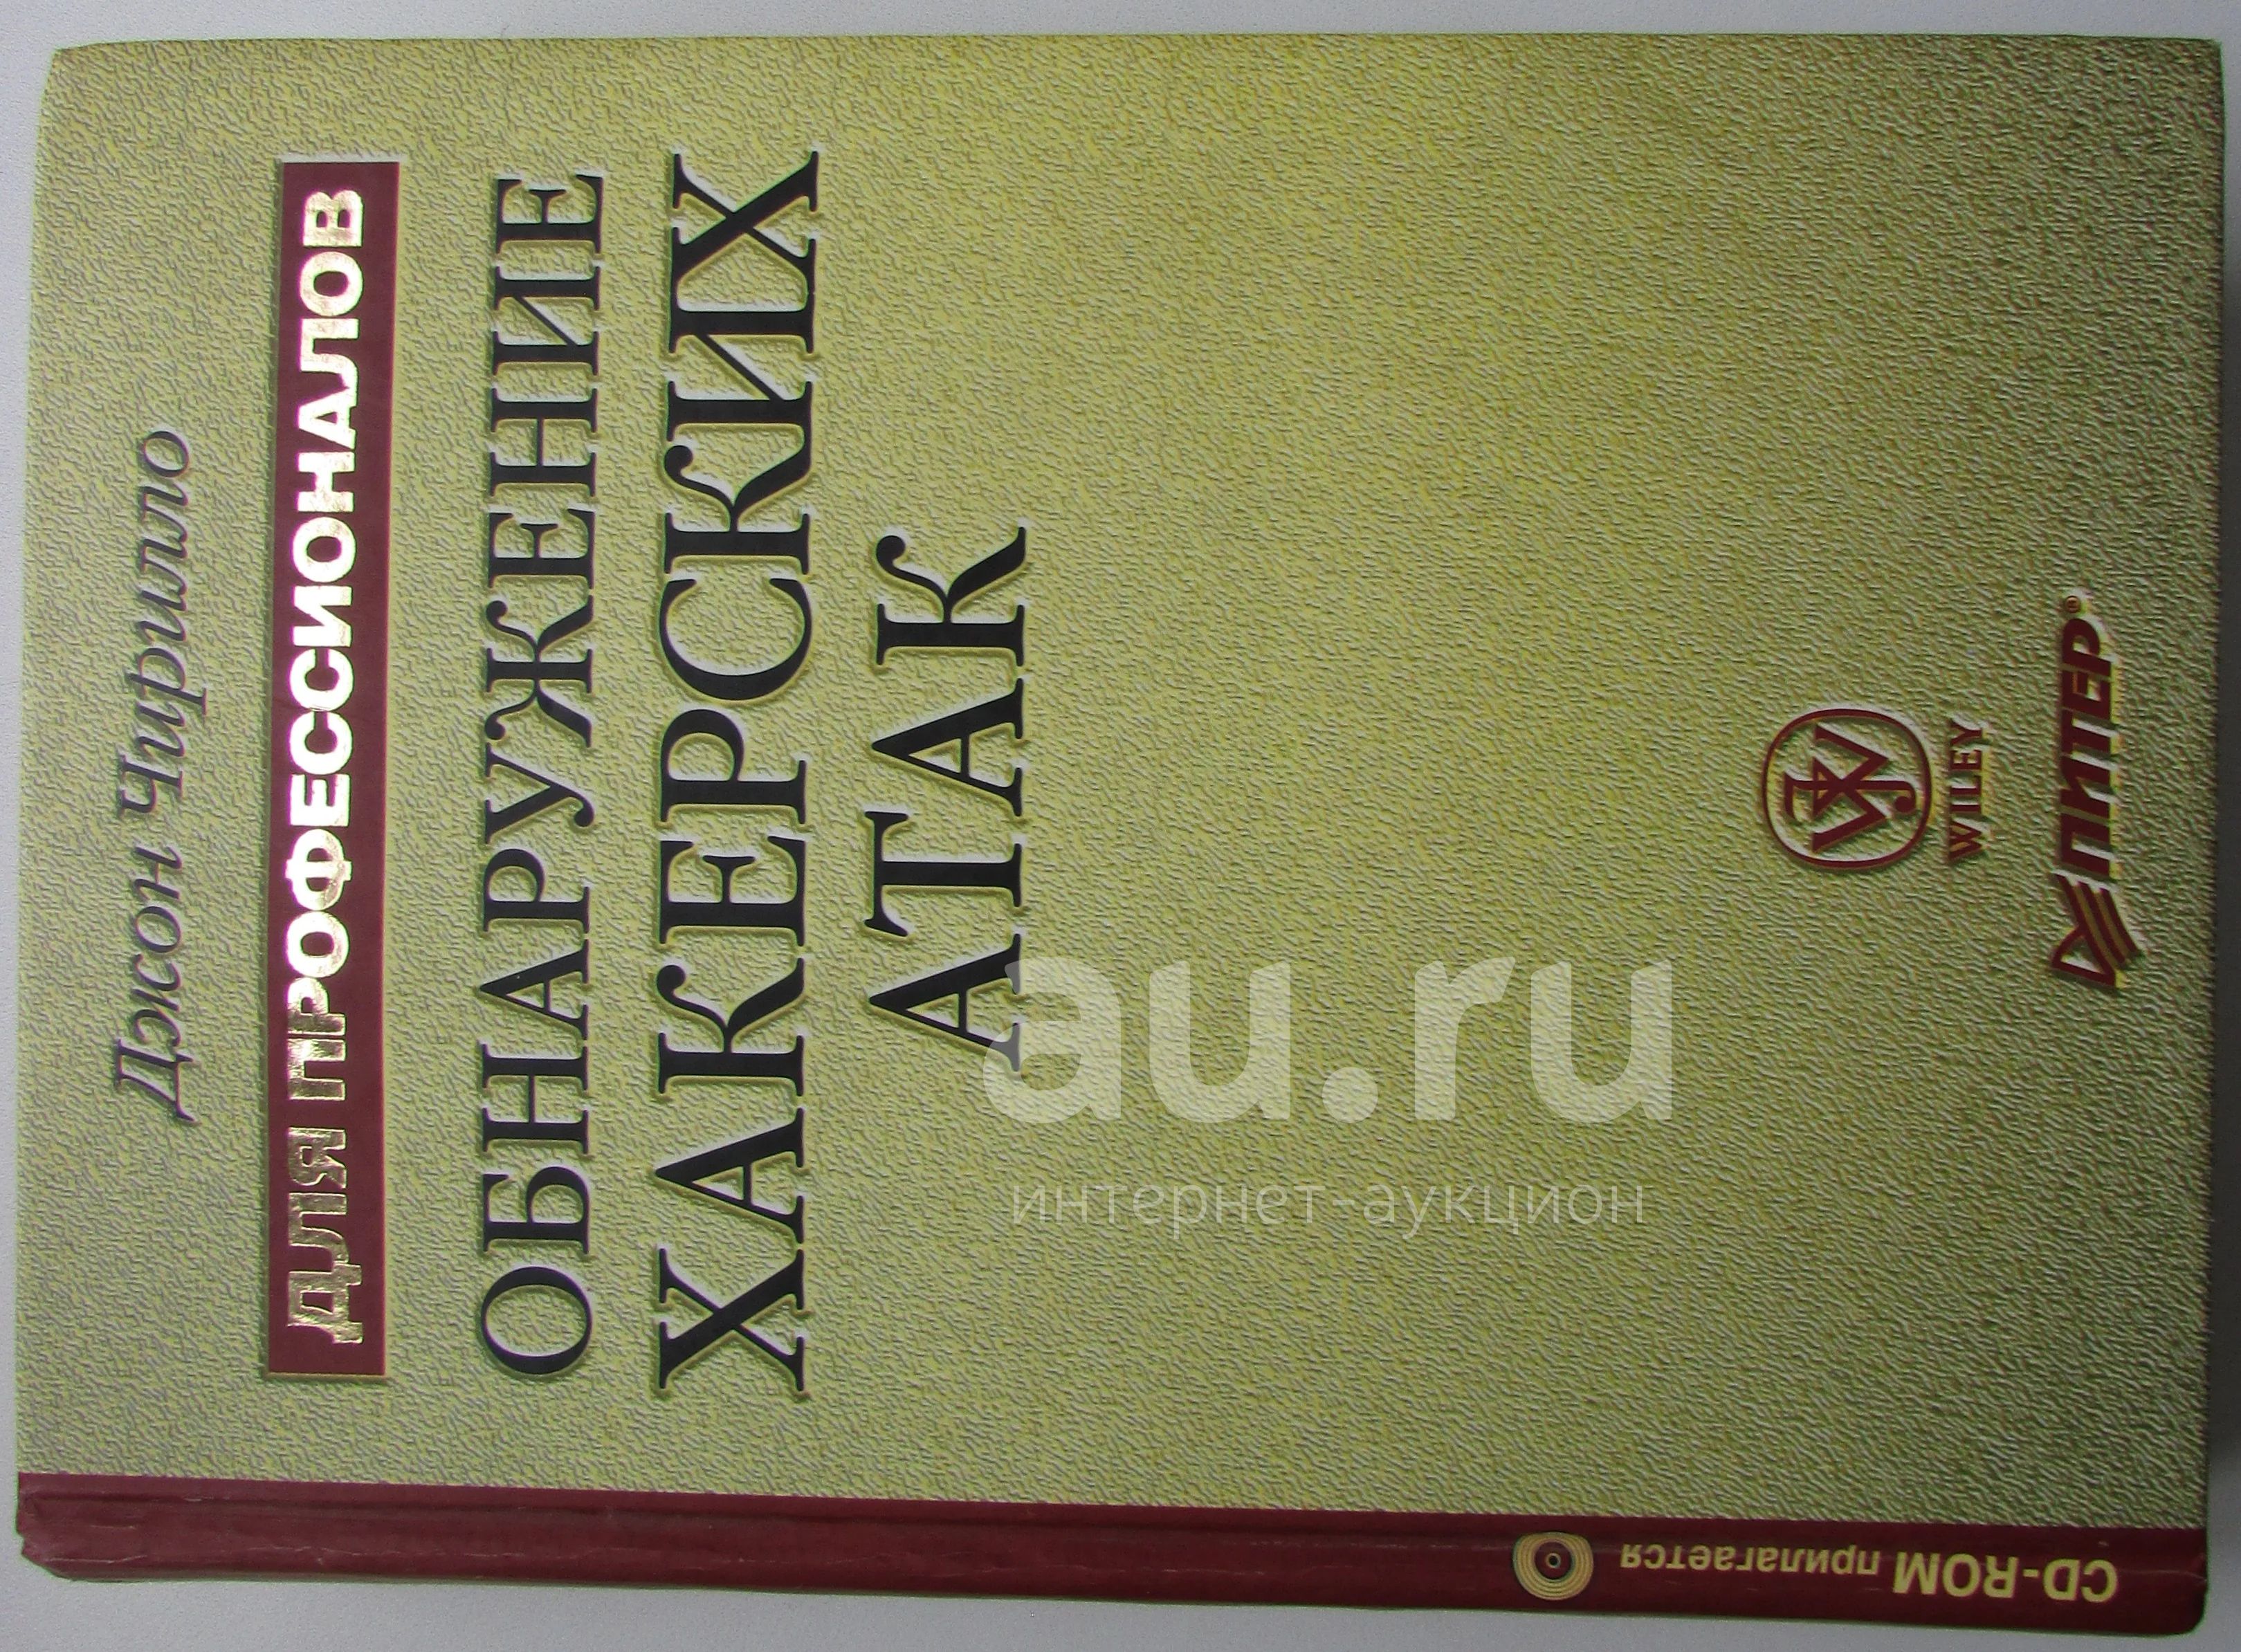 Джон Чирилло
ДЛЯ ПРОФЕССИОНАЛОВ
ОБНАРУЖЕНИЕ
ХАКЕРСКИХ
АТАК
WILEY
ПИТЕР®
CD-ROM прилагается
au.ru
интернет-аукцион